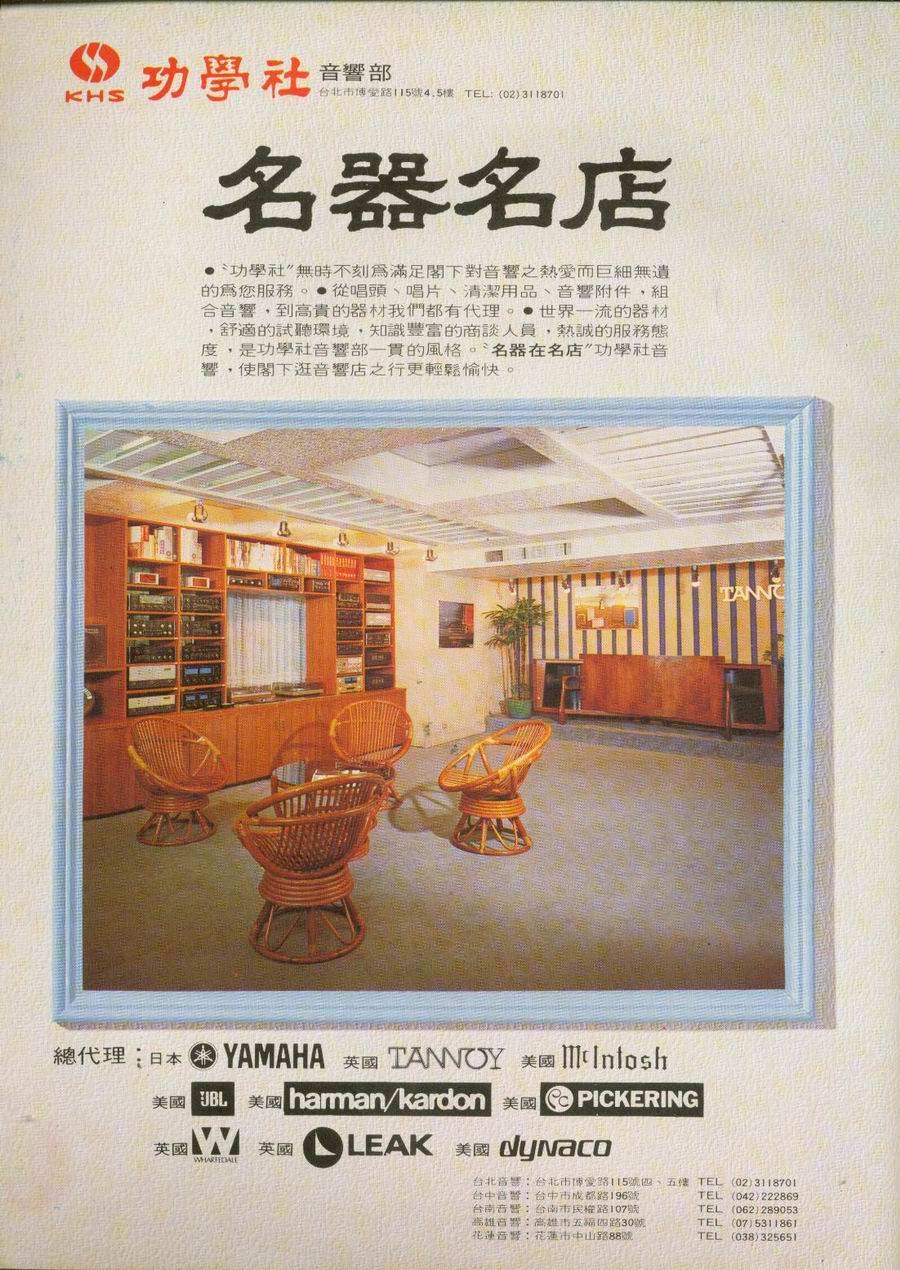 KHS 功學社 音響部
台北市博愛路115號4.5樓 TEL: (02)3118701
名器名店
●〝功學社〞無時不刻爲滿足閣下對音響之熱愛而巨細無遺
的爲您服務。●從唱頭、唱片、清潔用品、音響附件，組
合音響，到高貴的器材我們都有代理。●世界一流的器材
，舒適的試聽環境，知識豐富的商談人員，熱誠的服務態
度，是功學社音響部一貫的風格。〝名器在名店〞功學社音
響，使閣下逛音響店之行更輕鬆愉快。
TANNOY
總代理：日本 YAMAHA 英國 TANNOY 美國 McIntosh
美國 JBL 美國 harman/kardon 美國 PICKERING
英國 W WHARFEDALE 英國 LEAK 美國 dynaco
台北音響：台北市博愛路115號四、五樓 TEL (02)3118701
台中音響：台中市成都路196號 TEL (042)222869
台南音響：台南市民權路107號 TEL (062)289053
高雄音響：高雄市五福四路30號 TEL (07)5311861
花蓮音響：花蓮市中山路88號 TEL (038)325651